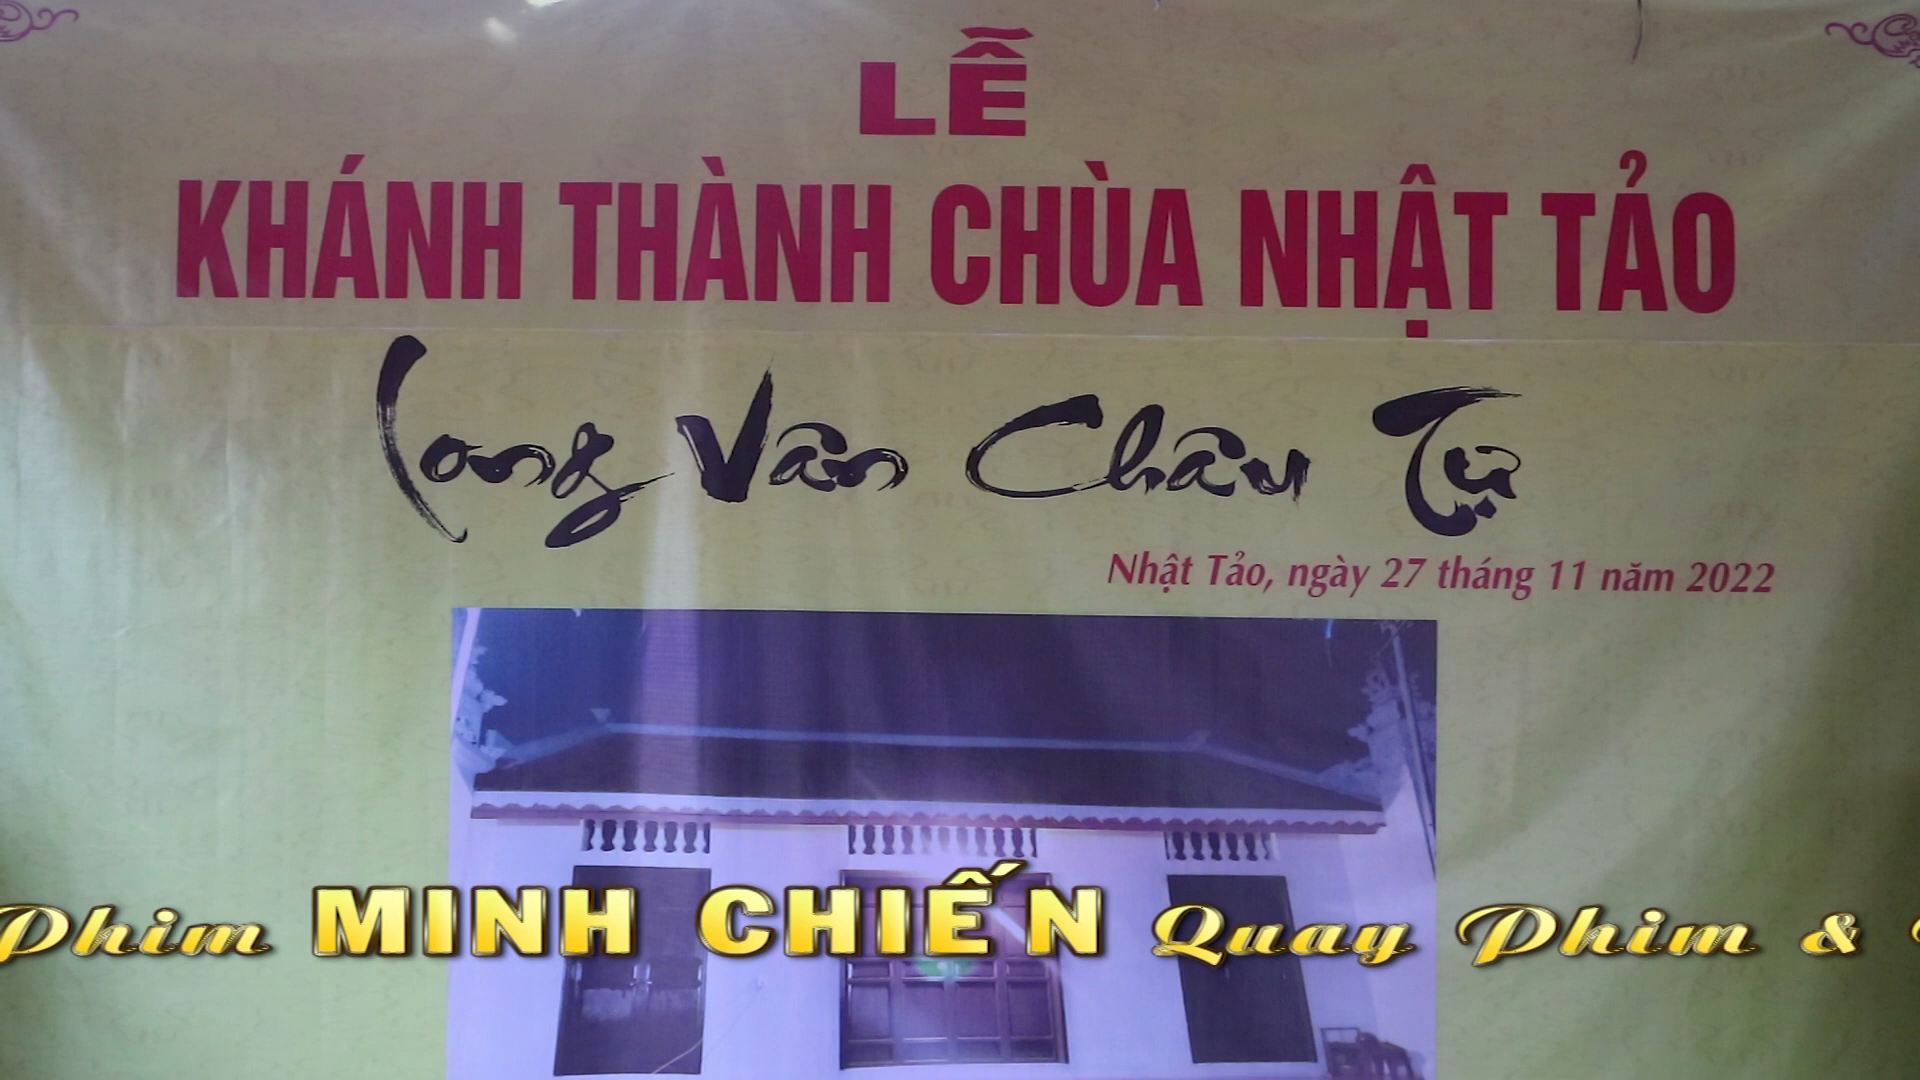 LỄ
KHÁNH THÀNH CHÙA NHẬT TẢO
Long Vân Châu Tự
Nhật Tảo, ngày 27 tháng 11 năm 2022
Phim MINH CHIẾN Quay Phim &